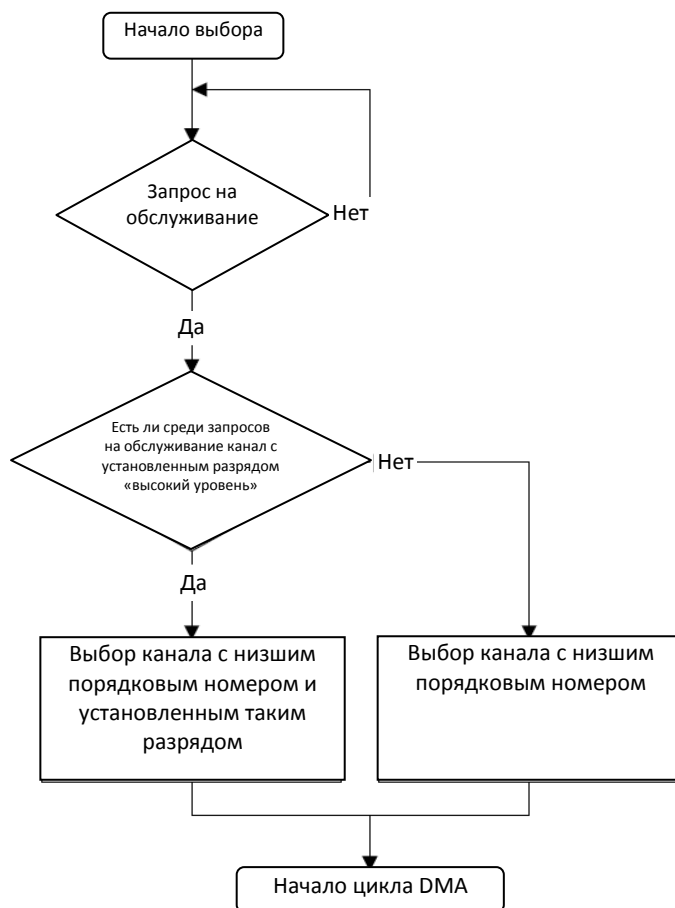 Начало выбора
Запрос на
обслуживание
Нет
Да
Есть ли среди запросов
на обслуживание канал с
установленным разрядом
«высокий уровень»
Нет
Да
Выбор канала с низшим
порядковым номером и
установленным таким
разрядом
Выбор канала с низшим
порядковым номером
Начало цикла DMA